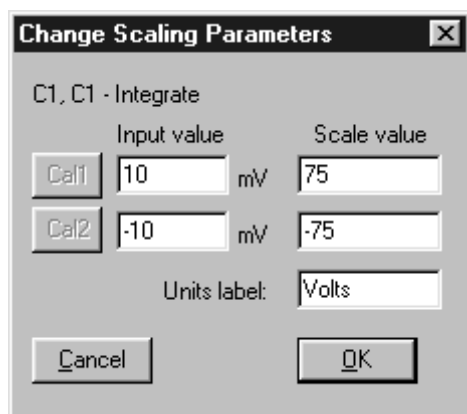 Change Scaling Parameters
C1, C1 - Integrate
Input value Scale value
Cal1 10 mV 75
Cal2 -10 mV -75
Units label: Volts
Cancel OK